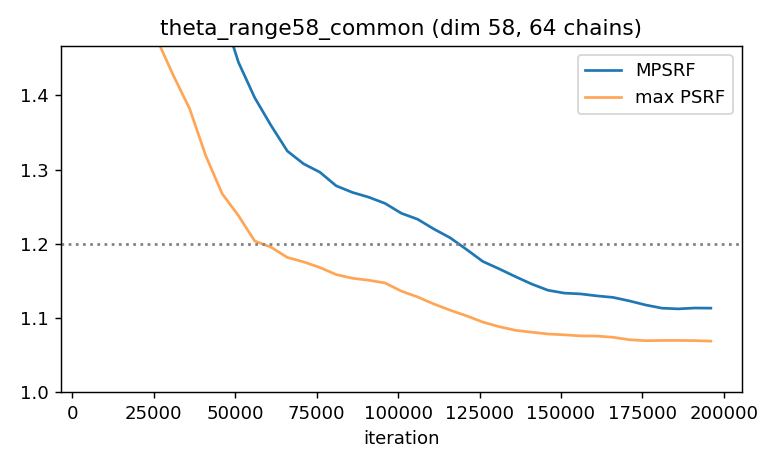 theta_range58_common (dim 58, 64 chains)
MPSRF
max PSRF
1.4
1.3
1.2
1.1
1.0
0 25000 50000 75000 100000 125000 150000 175000 200000
iteration